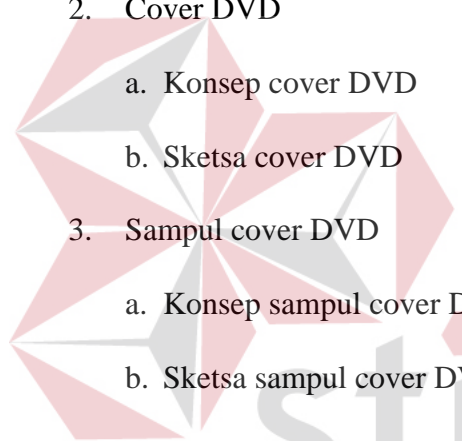 2. Cover DVD
a. Konsep cover DVD
b. Sketsa cover DVD
3. Sampul cover DVD
a. Konsep sampul cover
b. Sketsa sampul cover